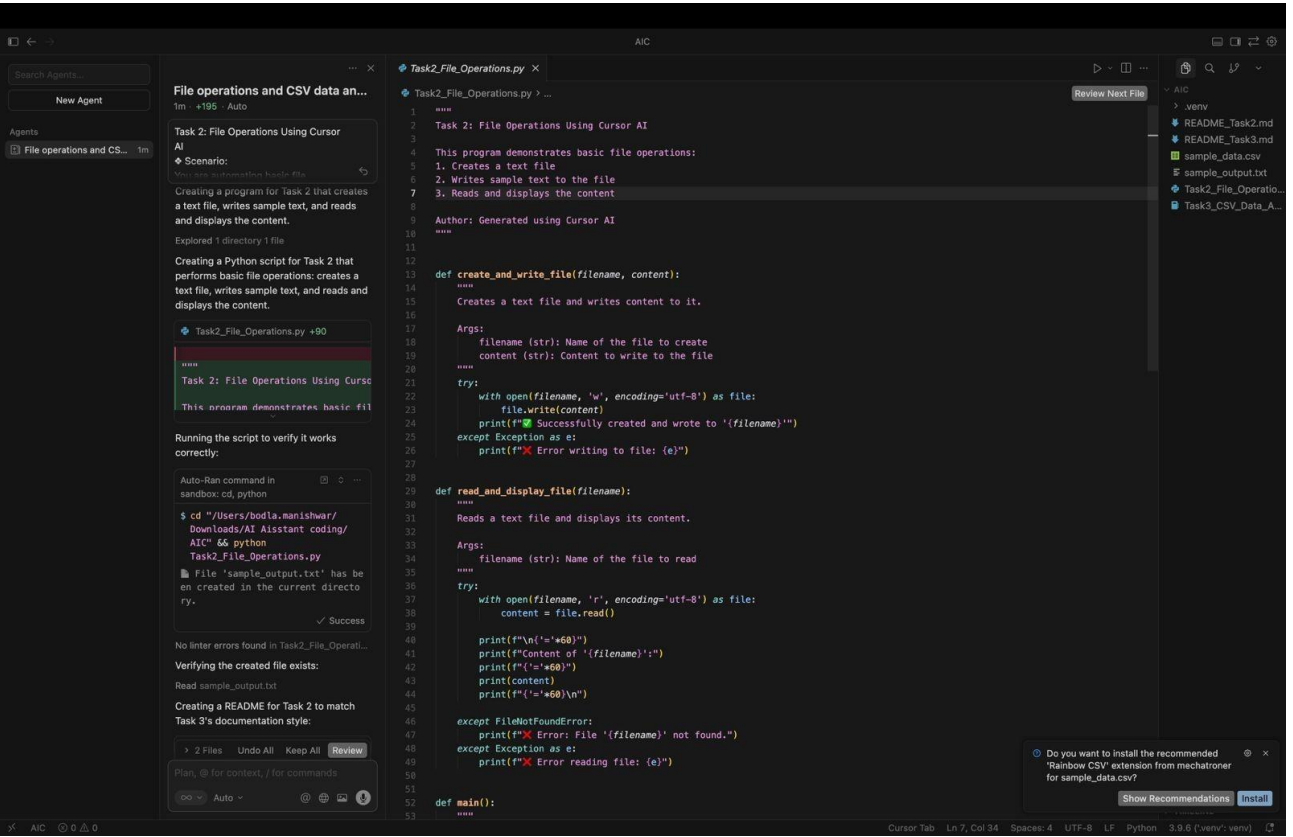 AIC
Search Agents...
New Agent
Agents
File operations and CS... 1m
File operations and CSV data an...
1m · +195 · Auto
Task 2: File Operations Using Cursor
AI
❖ Scenario:
You are automating basic file
Creating a program for Task 2 that creates
a text file, writes sample text, and reads
and displays the content.
Explored 1 directory 1 file
Creating a Python script for Task 2 that
performs basic file operations: creates a
text file, writes sample text, and reads and
displays the content.
Task2_File_Operations.py +90
"""
Task 2: File Operations Using Curso
This program demonstrates basic fil
Running the script to verify it works
correctly:
Auto-Ran command in
sandbox: cd, python
$ cd "/Users/bodla.manishwar/
Downloads/AI Aisstant coding/
AIC" && python
Task2_File_Operations.py
File 'sample_output.txt' has be
en created in the current directo
ry.
✓ Success
No linter errors found in Task2_File_Operati...
Verifying the created file exists:
Read sample_output.txt
Creating a README for Task 2 to match
Task 3's documentation style:
> 2 Files Undo All Keep All Review
Plan, @ for context, / for commands
∞ Auto
Task2_File_Operations.py ×
Task2_File_Operations.py > ...
Review Next File
1 """
2 Task 2: File Operations Using Cursor AI
3
4 This program demonstrates basic file operations:
5 1. Creates a text file
6 2. Writes sample text to the file
7 3. Reads and displays the content
8
9 Author: Generated using Cursor AI
10 """
11
12
13 def create_and_write_file(filename, content):
14 """
15 Creates a text file and writes content to it.
16
17 Args:
18 filename (str): Name of the file to create
19 content (str): Content to write to the file
20 """
21 try:
22 with open(filename, 'w', encoding='utf-8') as file:
23 file.write(content)
24 print(f"✅ Successfully created and wrote to '{filename}'")
25 except Exception as e:
26 print(f"❌ Error writing to file: {e}")
27
28
29 def read_and_display_file(filename):
30 """
31 Reads a text file and displays its content.
32
33 Args:
34 filename (str): Name of the file to read
35 """
36 try:
37 with open(filename, 'r', encoding='utf-8') as file:
38 content = file.read()
39
40 print(f"\n{'='*60}")
41 print(f"Content of '{filename}':")
42 print(f"{'='*60}")
43 print(content)
44 print(f"{'='*60}\n")
45
46 except FileNotFoundError:
47 print(f"❌ Error: File '{filename}' not found.")
48 except Exception as e:
49 print(f"❌ Error reading file: {e}")
50
51
52 def main():
53 """
AIC
.venv
README_Task2.md
README_Task3.md
sample_data.csv
sample_output.txt
Task2_File_Operatio...
Task3_CSV_Data_A...
Do you want to install the recommended
'Rainbow CSV' extension from mechatroner
for sample_data.csv?
Show Recommendations Install
AIC 0 0
Cursor Tab Ln 7, Col 34 Spaces: 4 UTF-8 LF Python 3.9.6 ('.venv': venv)